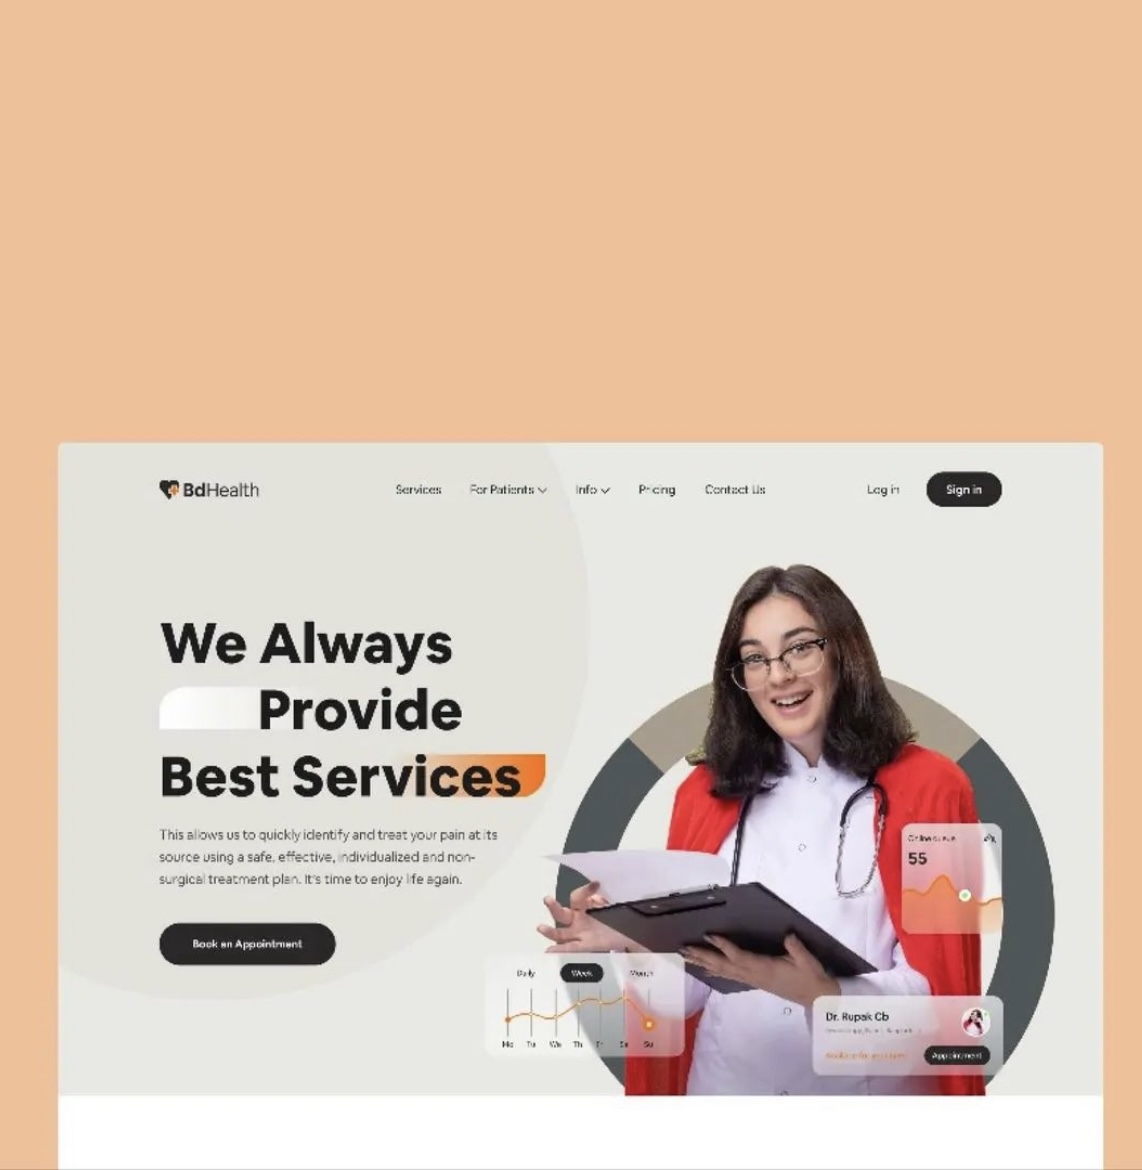 BdHealth
Services
For Patients
Info
Pricing
Contact Us
Log in
Sign in
We Always
Provide
Best Services
This allows us to quickly identify and treat your pain at its
source using a safe, effective, individualized and non-
surgical treatment plan. It's time to enjoy life again.
Book an Appointment
Online queue
55
Daily
Week
Month
Mo
Tu
We
Th
Fr
Sa
Su
Dr. Rupak Cb
Appointment